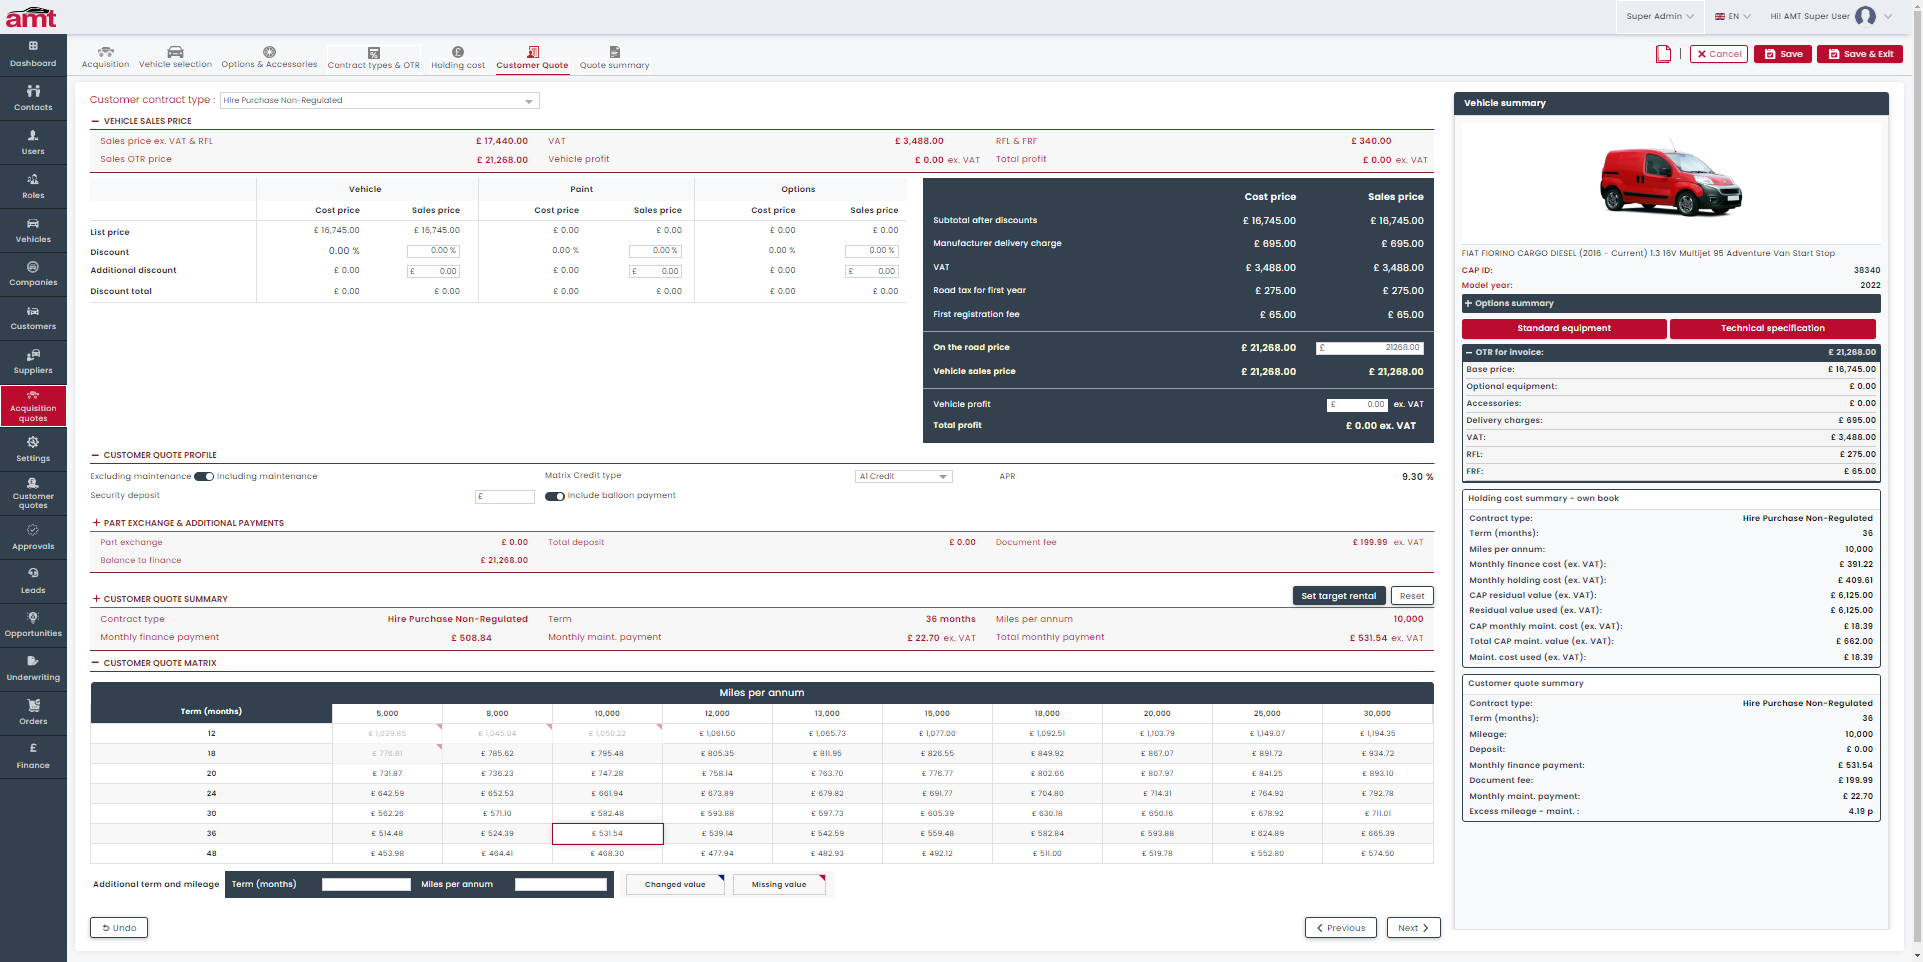 amt
Super Admin
EN
Hi! AMT Super User
Dashboard
Contacts
Users
Roles
Vehicles
Companies
Customers
Suppliers
Acquisition quotes
Settings
Customer quotes
Approvals
Leads
Opportunities
Underwriting
Orders
Finance
Acquisition Vehicle selection Options & Accessories Contract types & OTR Holding cost Customer Quote Quote summary
Cancel Save Save & Exit
Customer contract type : Hire Purchase Non-Regulated
VEHICLE SALES PRICE
Sales price ex. VAT & RFL £ 17,440.00 VAT £ 3,488.00 RFL & FRF £ 340.00
Sales OTR price £ 21,268.00 Vehicle profit £ 0.00 ex. VAT Total profit £ 0.00 ex. VAT
Vehicle Paint Options
Cost price Sales price Cost price Sales price Cost price Sales price
List price £ 16,745.00 £ 16,745.00 £ 0.00 £ 0.00 £ 0.00 £ 0.00
Discount 0.00 % 0.00 % 0.00 % 0.00 % 0.00 % 0.00 %
Additional discount £ 0.00 £ 0.00 £ 0.00 £ 0.00 £ 0.00 £ 0.00
Discount total £ 0.00 £ 0.00 £ 0.00 £ 0.00 £ 0.00 £ 0.00
Cost price Sales price
Subtotal after discounts £ 16,745.00 £ 16,745.00
Manufacturer delivery charge £ 695.00 £ 695.00
VAT £ 3,488.00 £ 3,488.00
Road tax for first year £ 275.00 £ 275.00
First registration fee £ 65.00 £ 65.00
On the road price £ 21,268.00 £ 21268.00
Vehicle sales price £ 21,268.00 £ 21,268.00
Vehicle profit £ 0.00 ex. VAT
Total profit £ 0.00 ex. VAT
CUSTOMER QUOTE PROFILE
Excluding maintenance Including maintenance Matrix Credit type A1 Credit APR 9.30 %
Security deposit £ Include balloon payment
PART EXCHANGE & ADDITIONAL PAYMENTS
Part exchange £ 0.00 Total deposit £ 0.00 Document fee £ 199.99 ex. VAT
Balance to finance £ 21,268.00
CUSTOMER QUOTE SUMMARY Set target rental Reset
Contract type Hire Purchase Non-Regulated Term 36 months Miles per annum 10,000
Monthly finance payment £ 508.84 Monthly maint. payment £ 22.70 ex. VAT Total monthly payment £ 531.54 ex. VAT
CUSTOMER QUOTE MATRIX
Miles per annum
Term (months) 5,000 8,000 10,000 12,000 13,000 15,000 18,000 20,000 25,000 30,000
12 £ 1,039.85 £ 1,045.04 £ 1,050.22 £ 1,061.50 £ 1,065.73 £ 1,077.00 £ 1,092.51 £ 1,103.79 £ 1,149.07 £ 1,194.35
18 £ 776.81 £ 785.62 £ 795.48 £ 805.35 £ 811.95 £ 826.55 £ 849.92 £ 867.07 £ 891.72 £ 934.72
20 £ 731.87 £ 736.23 £ 747.28 £ 758.14 £ 763.70 £ 776.77 £ 802.66 £ 807.97 £ 841.25 £ 893.10
24 £ 642.59 £ 652.53 £ 661.94 £ 673.89 £ 679.82 £ 691.77 £ 704.80 £ 714.31 £ 764.92 £ 792.78
30 £ 562.26 £ 571.10 £ 582.48 £ 593.88 £ 597.73 £ 605.39 £ 630.18 £ 650.16 £ 678.92 £ 711.01
36 £ 514.48 £ 524.39 £ 531.54 £ 539.14 £ 542.59 £ 559.48 £ 582.84 £ 593.88 £ 624.89 £ 665.39
48 £ 453.98 £ 464.41 £ 468.30 £ 477.94 £ 482.93 £ 492.12 £ 511.00 £ 519.78 £ 552.80 £ 574.50
Additional term and mileage Term (months) Miles per annum Changed value Missing value
Undo Previous Next
Vehicle summary
FIAT FIORINO CARGO DIESEL (2016 - Current) 1.3 16V Multijet 95 Adventure Van Start Stop
CAP ID: 38340
Model year: 2022
Options summary
Standard equipment Technical specification
OTR for invoice: £ 21,268.00
Base price: £ 16,745.00
Optional equipment: £ 0.00
Accessories: £ 0.00
Delivery charges: £ 695.00
VAT: £ 3,488.00
RFL: £ 275.00
FRF: £ 65.00
Holding cost summary - own book
Contract type: Hire Purchase Non-Regulated
Term (months): 36
Miles per annum: 10,000
Monthly finance cost (ex. VAT): £ 391.22
Monthly holding cost (ex. VAT): £ 409.61
CAP residual value (ex. VAT): £ 6,125.00
Residual value used (ex. VAT): £ 6,125.00
CAP monthly maint. cost (ex. VAT): £ 18.39
Total CAP maint. value (ex. VAT): £ 662.00
Maint. cost used (ex. VAT): £ 18.39
Customer quote summary
Contract type: Hire Purchase Non-Regulated
Term (months): 36
Mileage: 10,000
Deposit: £ 0.00
Monthly finance payment: £ 531.54
Document fee: £ 199.99
Monthly maint. payment: £ 22.70
Excess mileage - maint. : 4.19 p